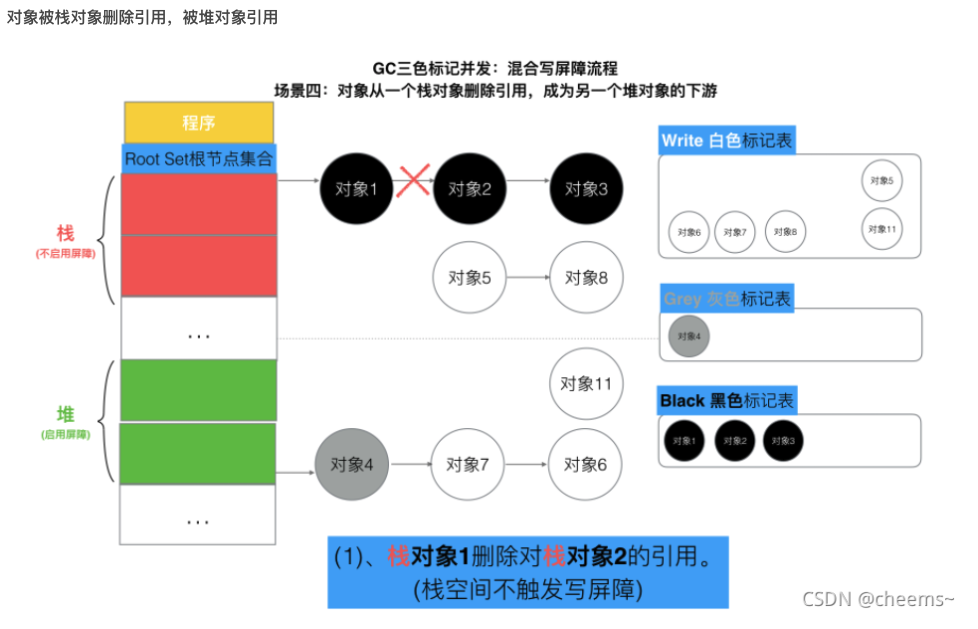 对象被栈对象删除引用，被堆对象引用
GC三色标记并发：混合写屏障流程
场景四：对象从一个栈对象删除引用，成为另一个堆对象的下游
程序
Root Set根节点集合
栈
(不启用屏障)
...
堆
(启用屏障)
...
对象1
对象2
对象3
对象5
对象8
对象11
对象4
对象7
对象6
Write 白色标记表
对象5
对象6
对象7
对象8
对象11
Grey 灰色标记表
对象4
Black 黑色标记表
对象1
对象2
对象3
(1)、栈对象1删除对栈对象2的引用。
(栈空间不触发写屏障)
CSDN @cheems~